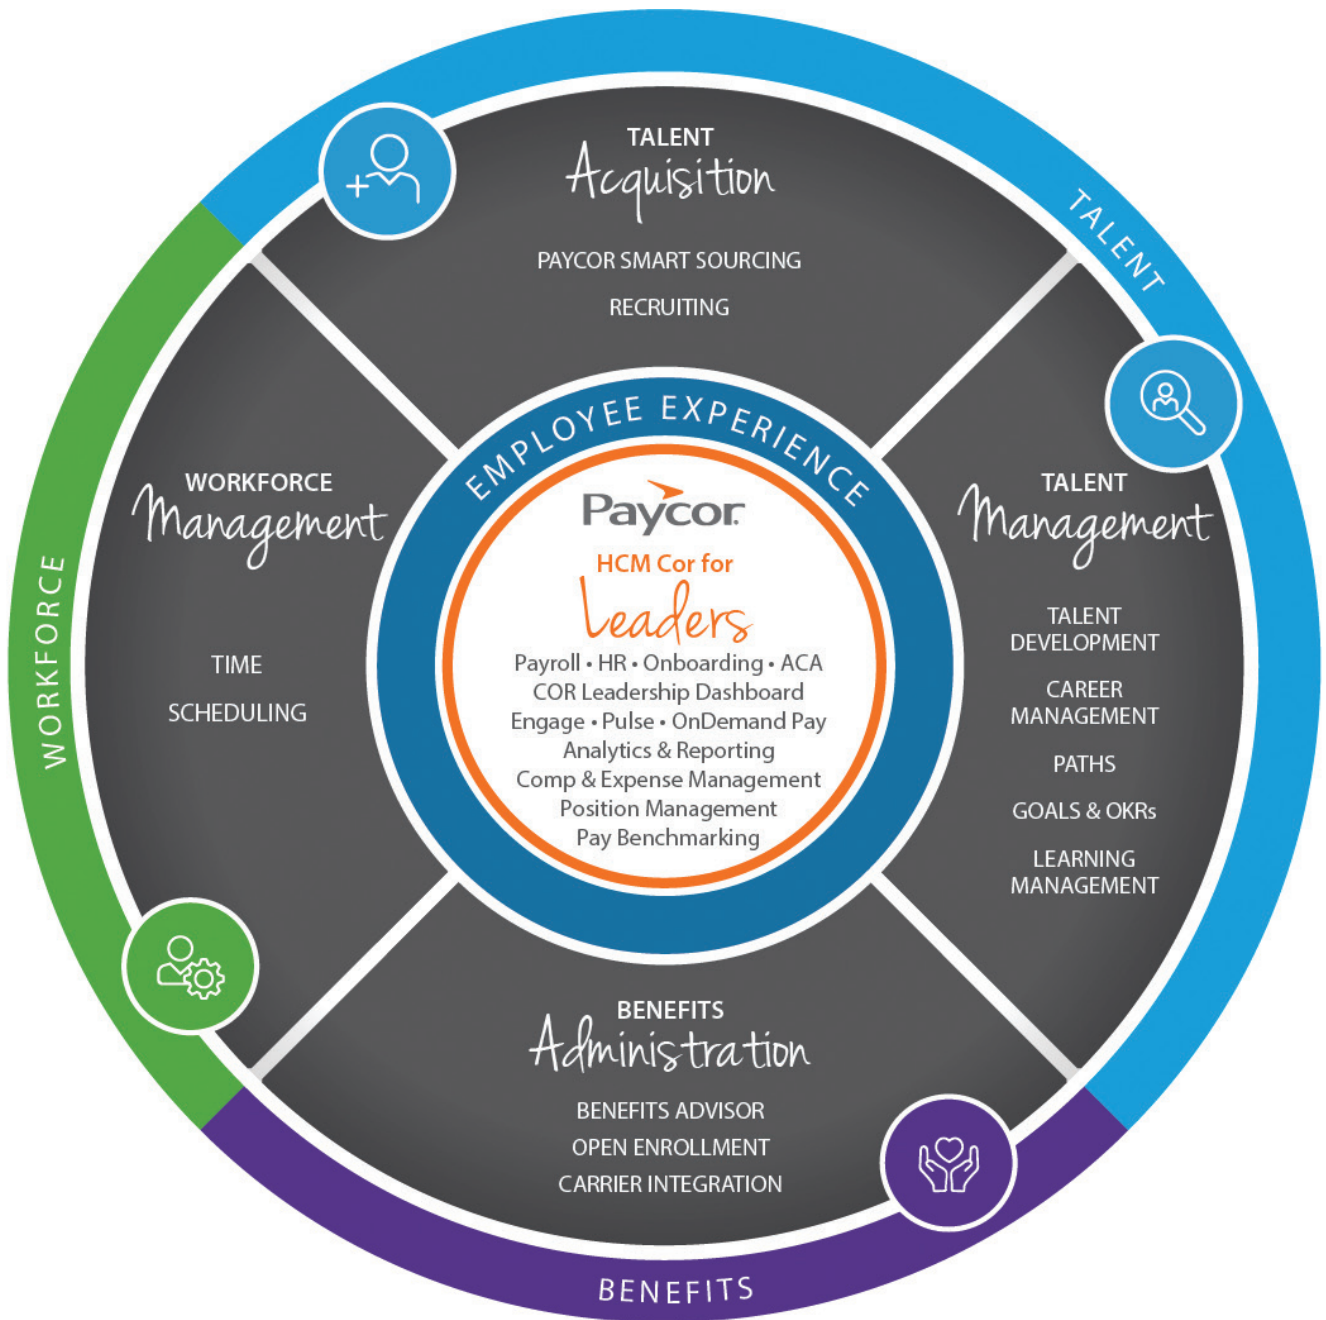 TALENT
Acquisition
PAYCOR SMART SOURCING
RECRUITING
TALENT
EMPLOYEE EXPERIENCE
WORKFORCE
Management
TIME
SCHEDULING
WORKFORCE
Paycor
HCM Cor for
Leaders
Payroll • HR • Onboarding • ACA
COR Leadership Dashboard
Engage • Pulse • OnDemand Pay
Analytics & Reporting
Comp & Expense Management
Position Management
Pay Benchmarking
TALENT
Management
TALENT
DEVELOPMENT
CAREER
MANAGEMENT
PATHS
GOALS & OKRs
LEARNING
MANAGEMENT
BENEFITS
Administration
BENEFITS ADVISOR
OPEN ENROLLMENT
CARRIER INTEGRATION
BENEFITS